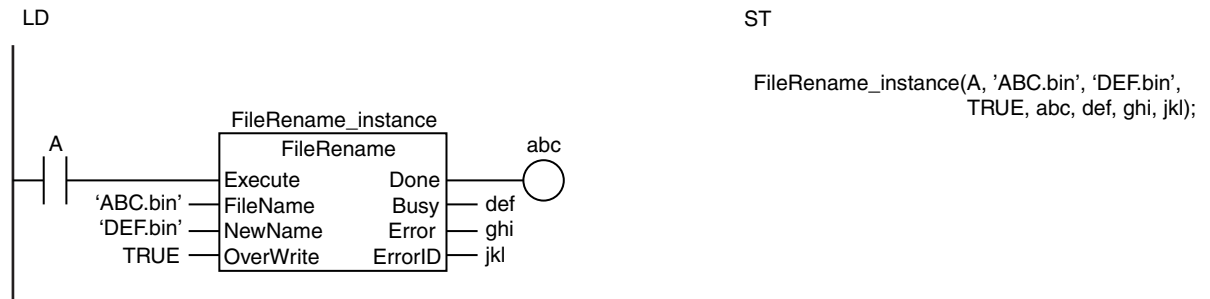 LD
ST
FileRename_instance(A, ’ABC.bin’, ‘DEF.bin’,
TRUE, abc, def, ghi, jkl);
FileRename_instance
A
FileRename
abc
Execute Done
‘ABC.bin’ FileName Busy def
‘DEF.bin’ NewName Error ghi
TRUE OverWrite ErrorID jkl